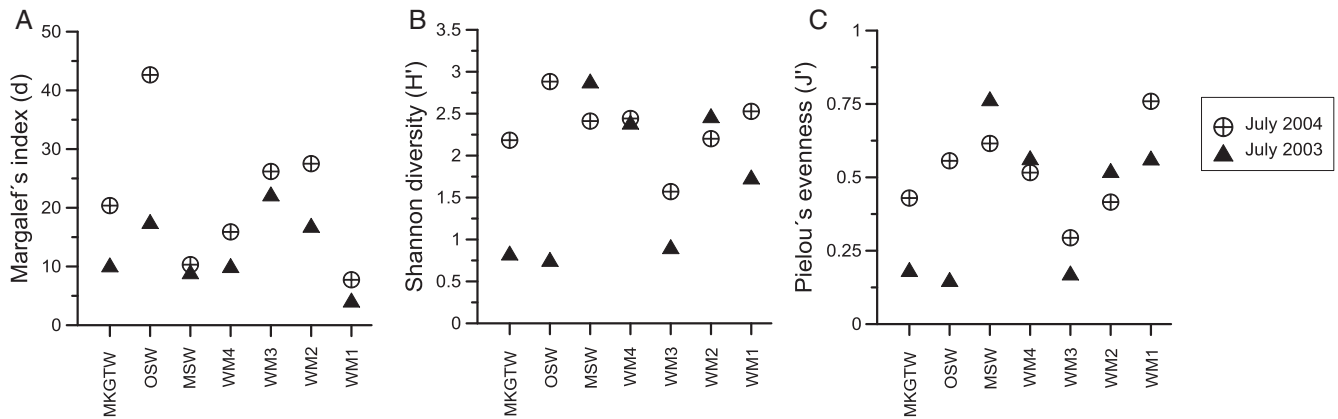 A
Margalef´s index (d)
50
40
30
20
10
0
MKGTW
OSW
MSW
WM4
WM3
WM2
WM1
B
Shannon diversity (H')
3.5
3
2.5
2
1.5
1
0.5
0
MKGTW
OSW
MSW
WM4
WM3
WM2
WM1
C
Pielou´s evenness (J')
1
0.75
0.5
0.25
0
MKGTW
OSW
MSW
WM4
WM3
WM2
WM1
July 2004
July 2003